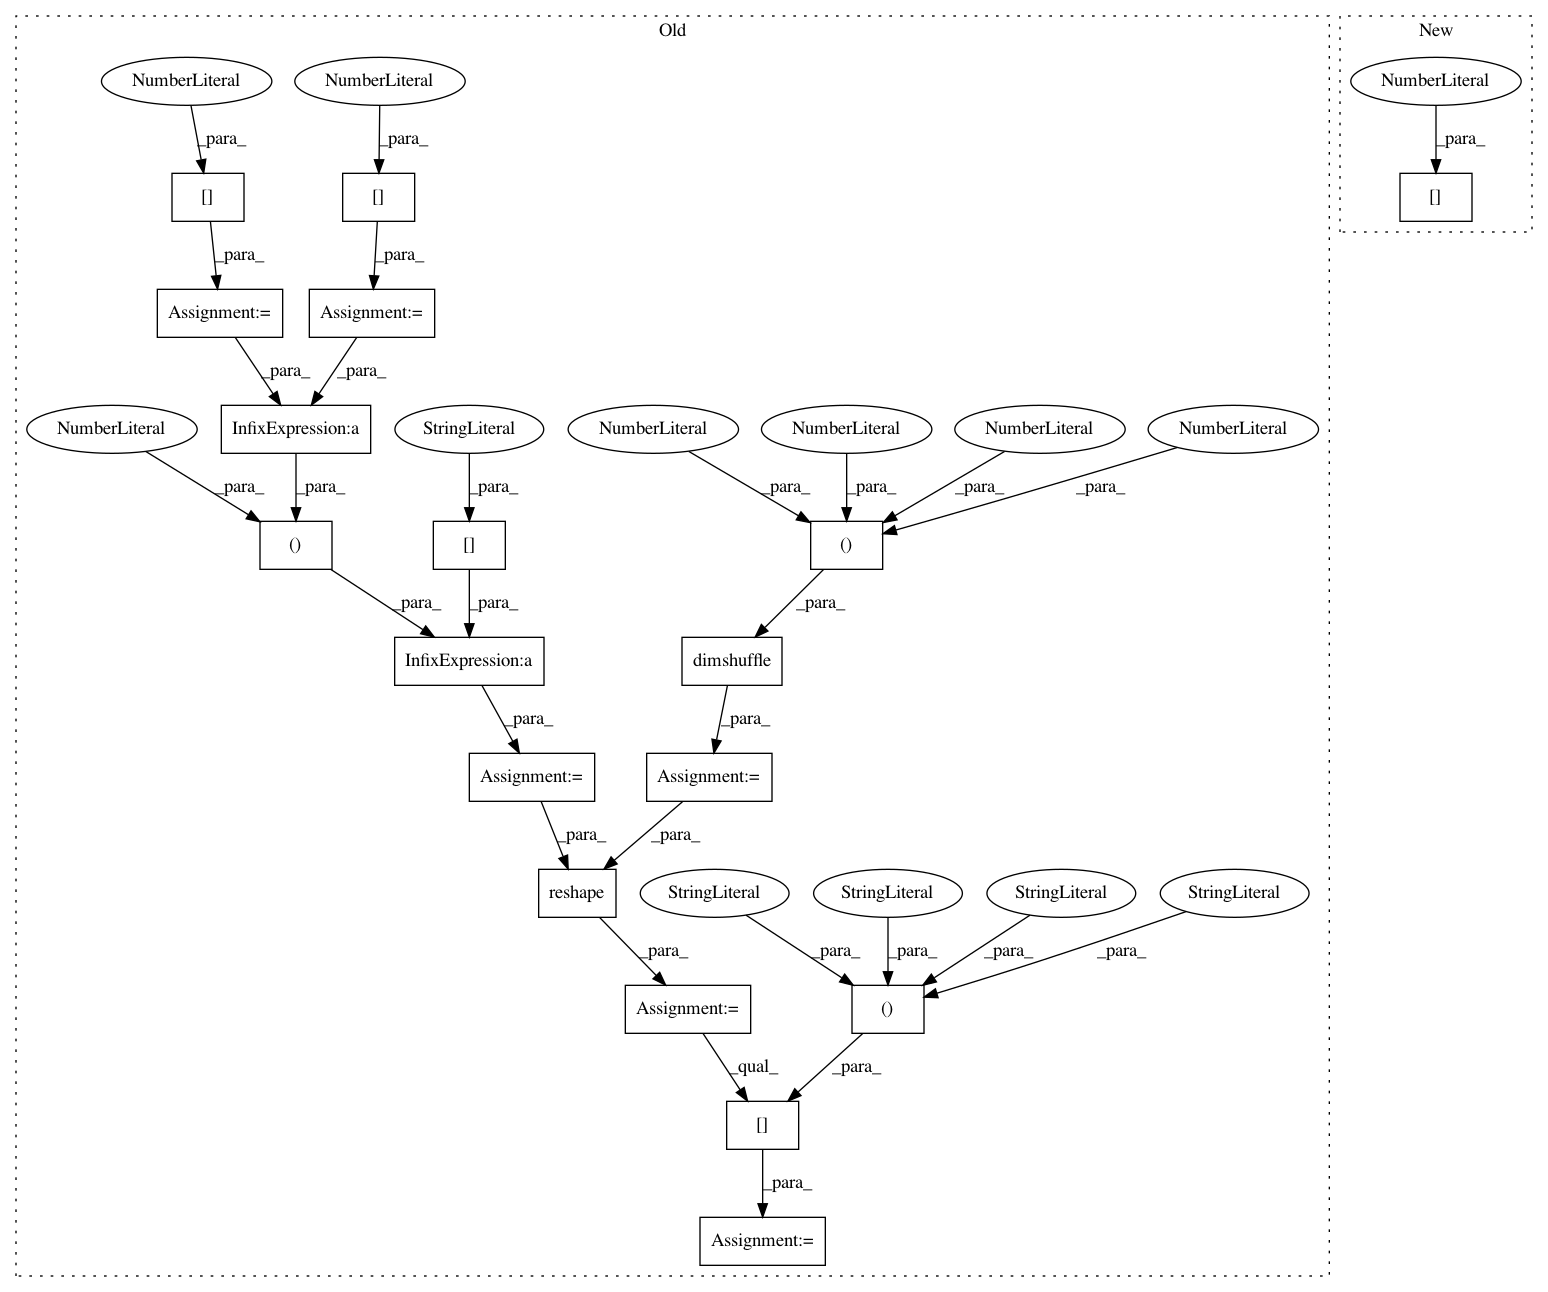 Old
New
NumberLiteral
NumberLiteral
NumberLiteral
_para_
_para_
_para_
[]
[]
[]
_para_
_para_
Assignment:=
Assignment:=
_para_
_para_
NumberLiteral
InfixExpression:a
StringLiteral
NumberLiteral
NumberLiteral
NumberLiteral
NumberLiteral
_para_
_para_
_para_
_para_
_para_
_para_
_para_
()
[]
()
_para_
_para_
_para_
InfixExpression:a
dimshuffle
_para_
_para_
Assignment:=
Assignment:=
_para_
_para_
reshape
StringLiteral
StringLiteral
StringLiteral
StringLiteral
_para_
_para_
_para_
_para_
_para_
Assignment:=
()
_qual_
_para_
[]
_para_
Assignment:=